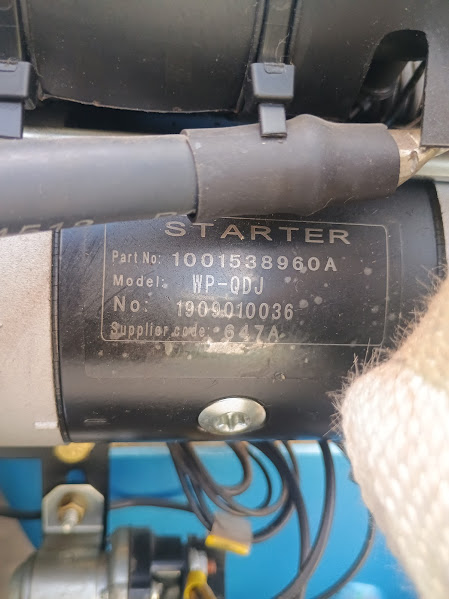 STARTER
Part No: 1001538960A
Model: WP-QDJ
No: 1909010036
Supplier code: 647A